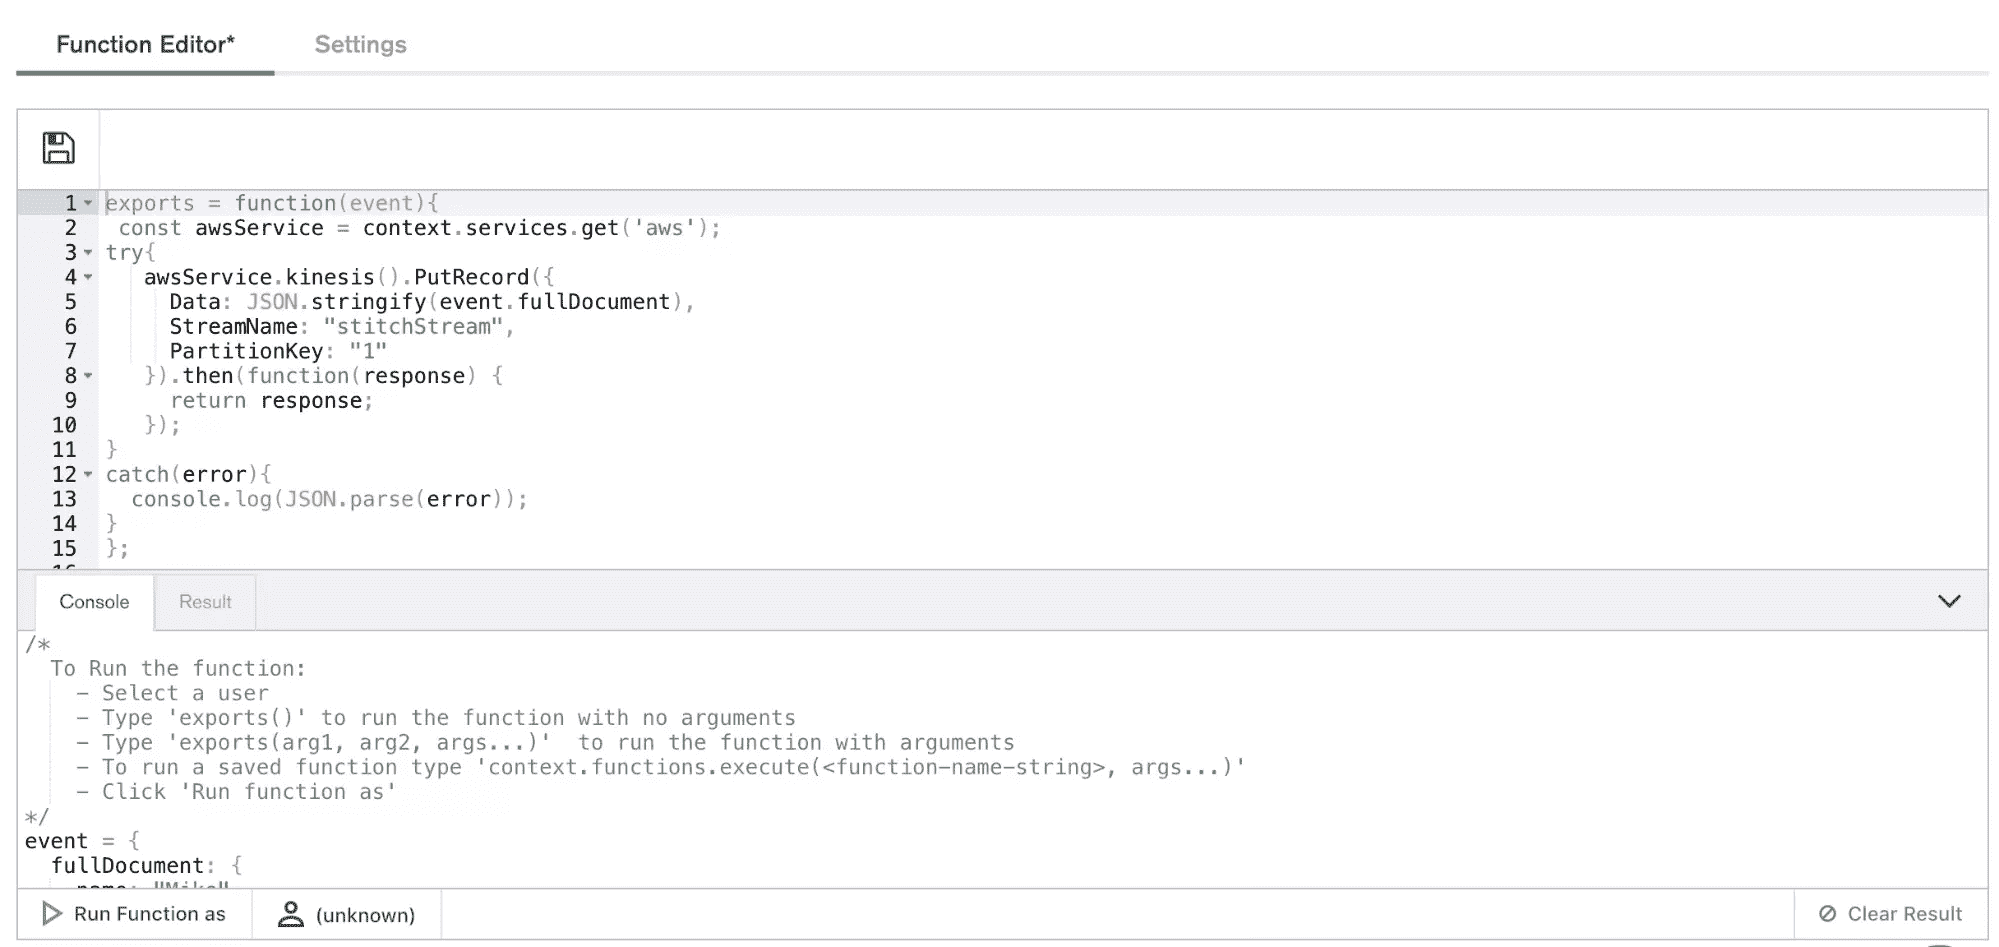 Function Editor* Settings
1 exports = function(event){
2 const awsService = context.services.get('aws');
3 try{
4 awsService.kinesis().PutRecord({
5 Data: JSON.stringify(event.fullDocument),
6 StreamName: "stitchStream",
7 PartitionKey: "1"
8 }).then(function(response) {
9 return response;
10 });
11 }
12 catch(error){
13 console.log(JSON.parse(error));
14 }
15 };
16
Console Result
/*
To Run the function:
- Select a user
- Type 'exports()' to run the function with no arguments
- Type 'exports(arg1, arg2, args...)'  to run the function with arguments
- To run a saved function type 'context.functions.execute(<function-name-string>, args...)'
- Click 'Run function as'
*/
event = {
fullDocument: {
name: "Mike"
Run Function as (unknown) Clear Result